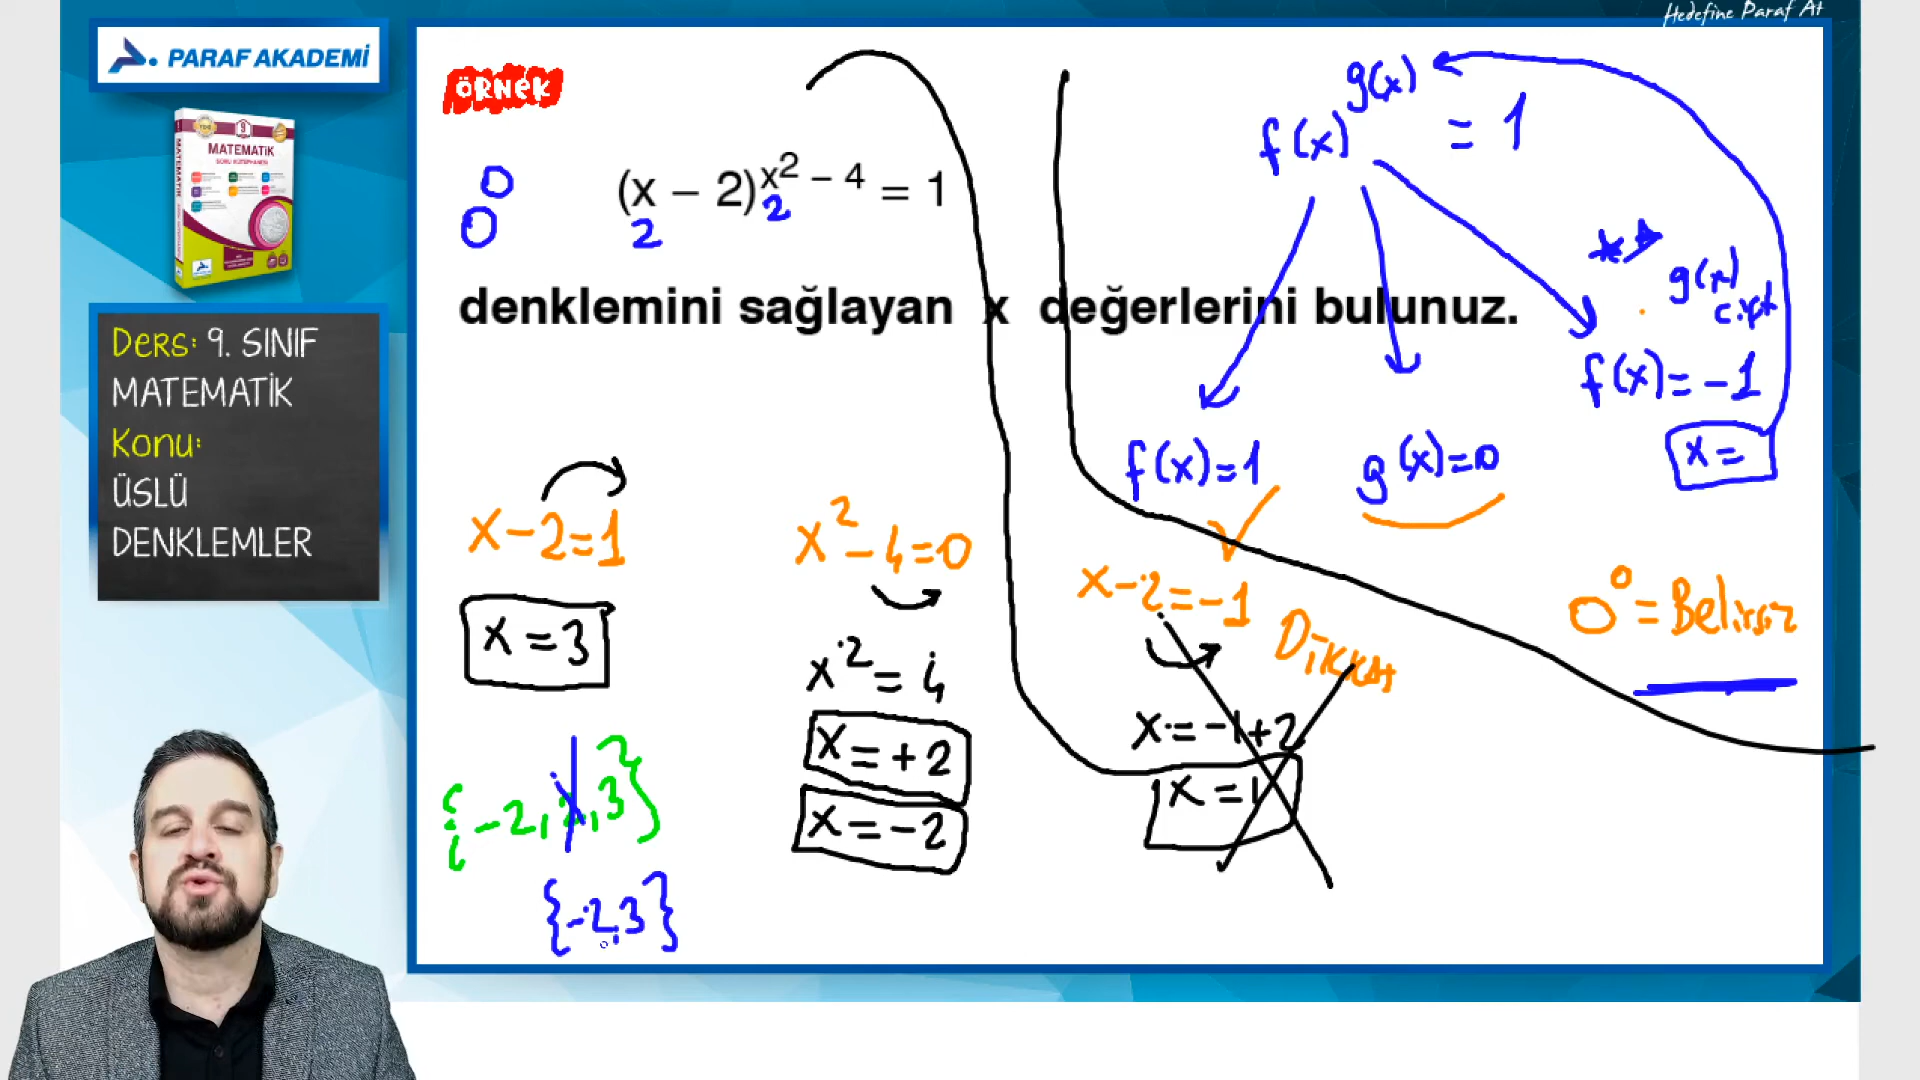 Hedefine Paraf At
PARAF AKADEMİ
MATEMATİK
Ders: 9. SINIF
MATEMATİK
Konu:
ÜSLÜ
DENKLEMLER
ÖRNEK
0⁰
(x – 2)^(x² – 4) = 1
2 2
denklemini sağlayan x değerlerini bulunuz.
f(x)^g(x) = 1
f(x)=1
g(x)=0
g(x)
çift
f(x)=-1
x=
x-2=1
x=3
x²-4=0
x²=4
x=+2
x=-2
x-2=-1
Dikkat
x=-1+2
x=1
0⁰=Belirsiz
{-2,2,3}
{-2,3}